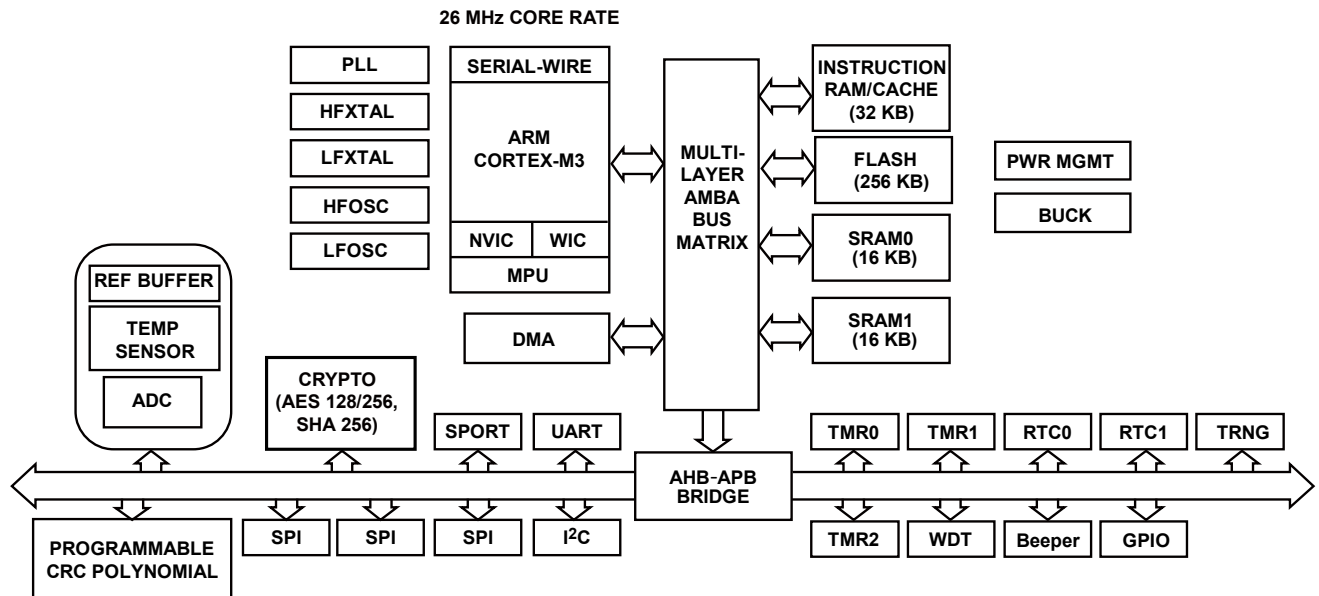 26 MHz CORE RATE
PLL
HFXTAL
LFXTAL
HFOSC
LFOSC
SERIAL-WIRE
ARM
CORTEX-M3
NVIC
WIC
MPU
DMA
MULTI-
LAYER
AMBA
BUS
MATRIX
INSTRUCTION
RAM/CACHE
(32 KB)
FLASH
(256 KB)
SRAM0
(16 KB)
SRAM1
(16 KB)
PWR MGMT
BUCK
REF BUFFER
TEMP
SENSOR
ADC
CRYPTO
(AES 128/256,
SHA 256)
SPORT
UART
TMR0
TMR1
RTC0
RTC1
TRNG
AHB-APB
BRIDGE
PROGRAMMABLE
CRC POLYNOMIAL
SPI
SPI
SPI
I²C
TMR2
WDT
Beeper
GPIO